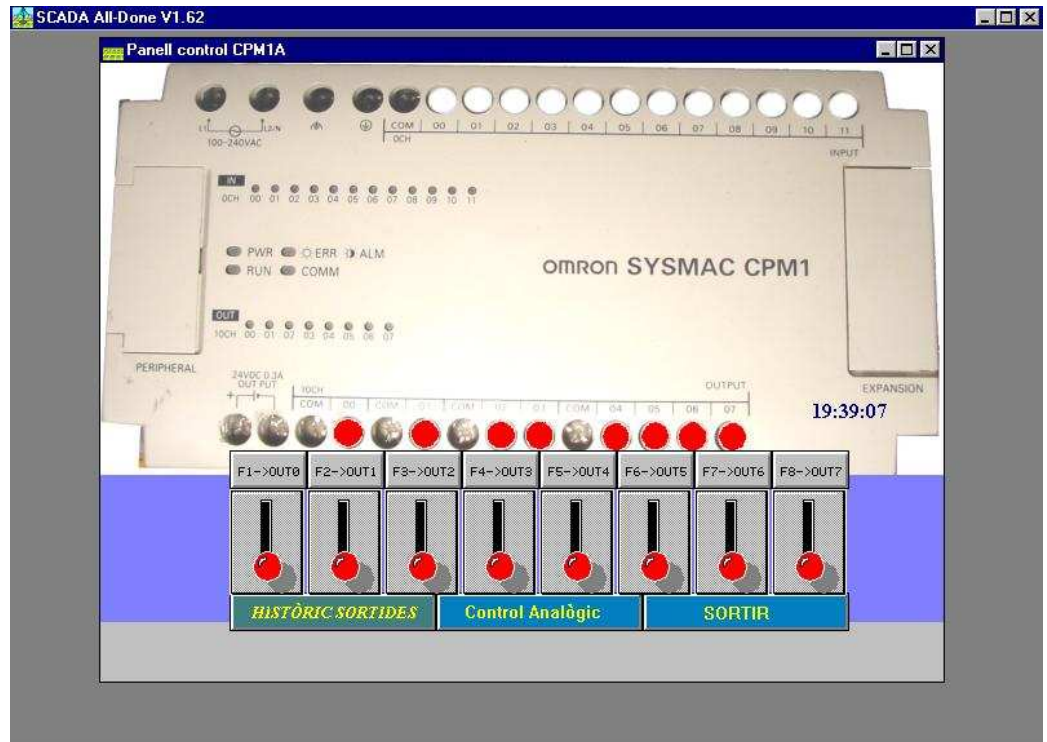 SCADA All-Done V1.62
Panell control CPM1A
L1 L2/N COM 00 01 02 03 04 05 06 07 08 09 10 11
100-240VAC 0CH
INPUT
IN
0CH 00 01 02 03 04 05 06 07 08 09 10 11
PWR ERR ALM
RUN COMM
omron SYSMAC CPM1
OUT
10CH 00 01 02 03 04 05 06 07
PERIPHERAL
24VDC 0.3A
OUT PUT
10CH
OUTPUT
EXPANSION
COM 00 COM 01 COM 02 03 COM 04 05 06 07
19:39:07
F1->OUT0 F2->OUT1 F3->OUT2 F4->OUT3 F5->OUT4 F6->OUT5 F7->OUT6 F8->OUT7
HISTÒRIC SORTIDES Control Analògic SORTIR